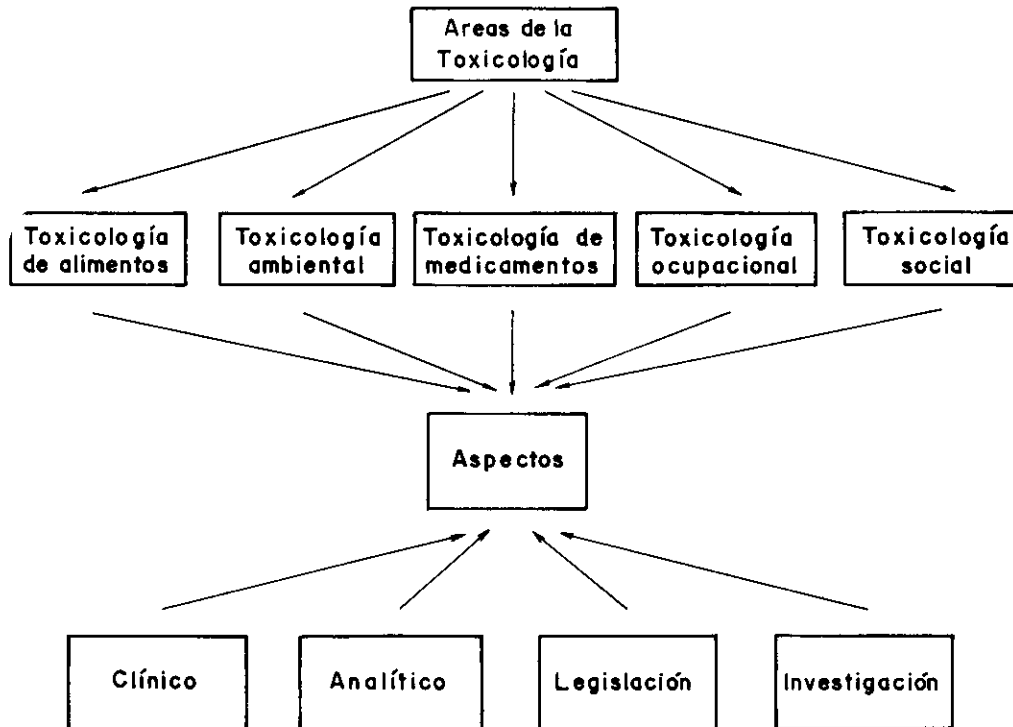 Areas de la
Toxicología
Toxicología
de alimentos
Toxicología
ambiental
Toxicología de
medicamentos
Toxicología
ocupacional
Toxicología
social
Aspectos
Clínico
Analítico
Legislación
Investigación